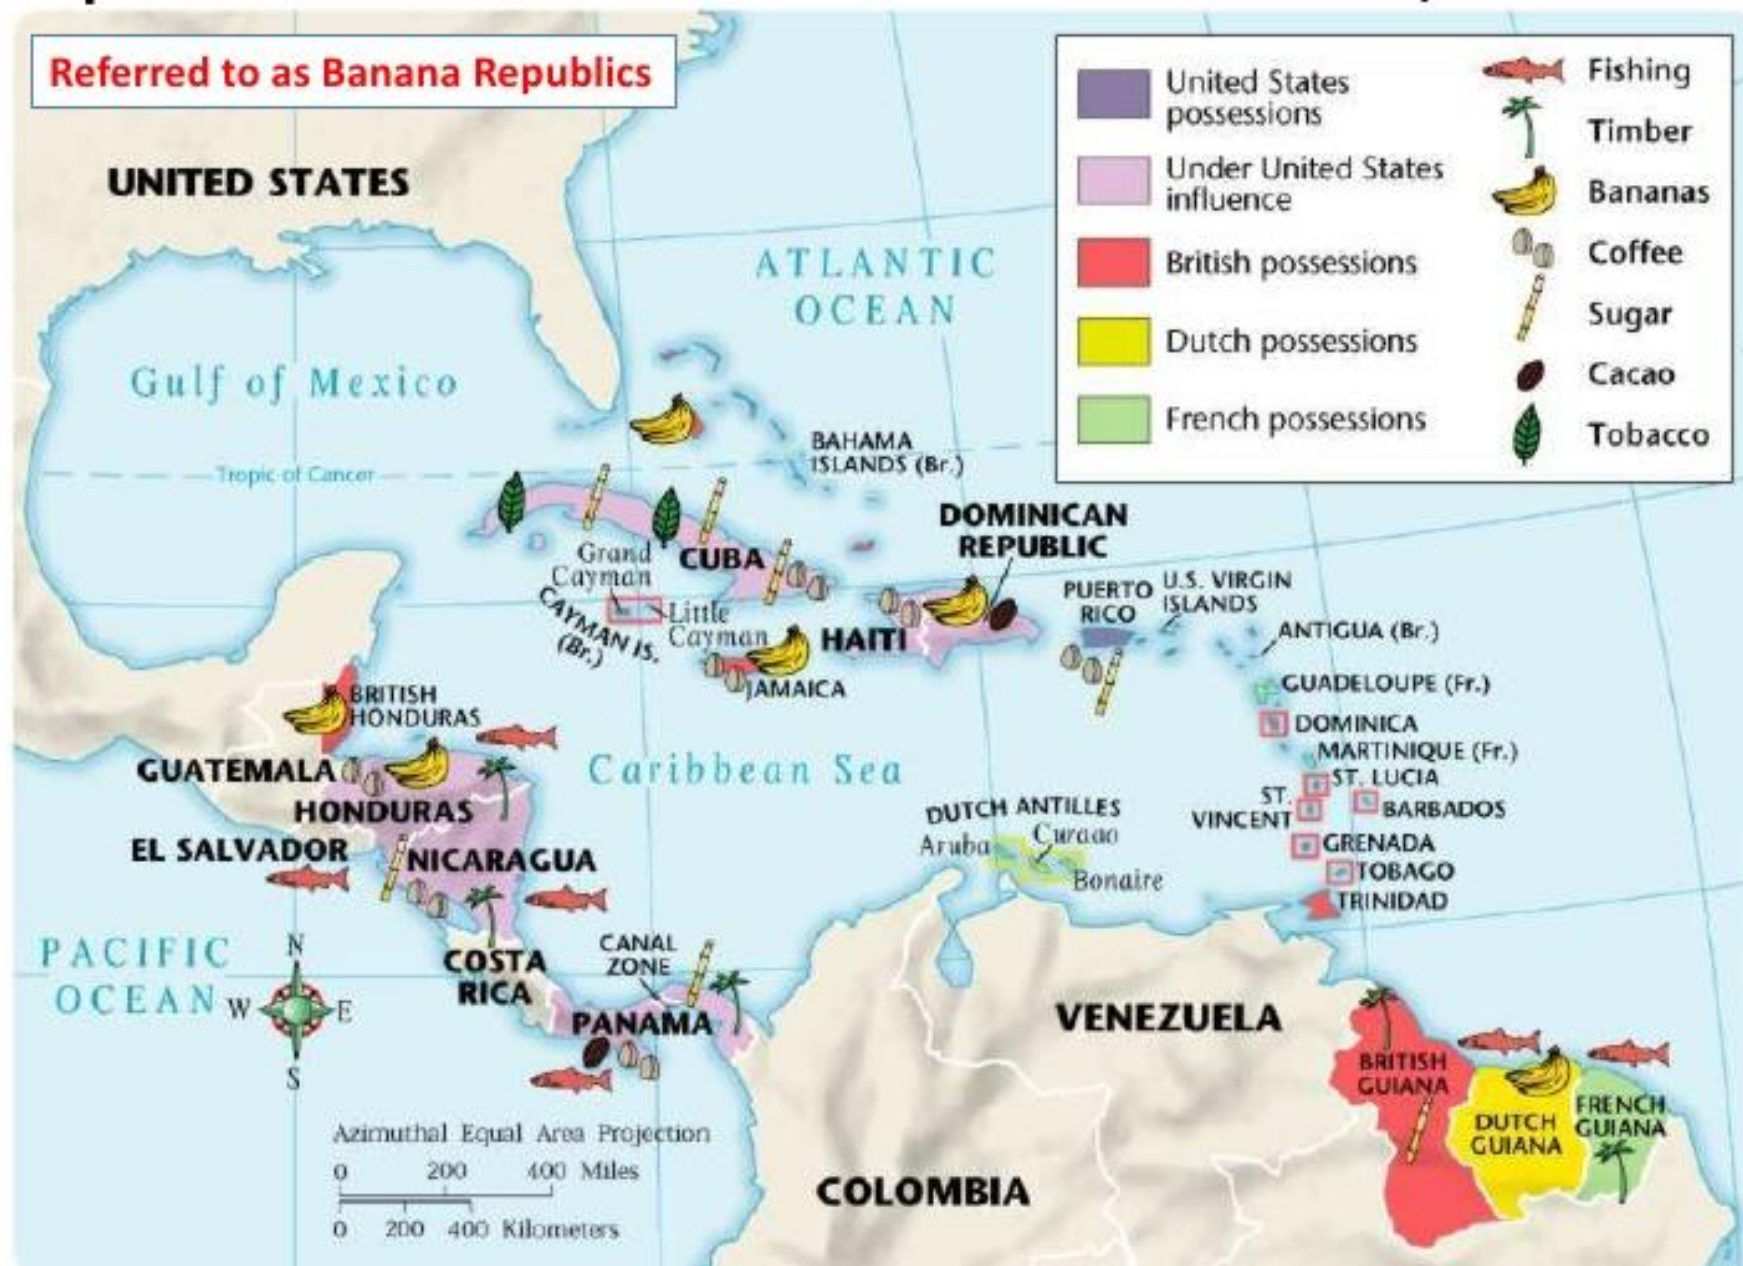 Referred to as Banana Republics
United States
possessions
Under United States
influence
British possessions
Dutch possessions
French possessions
Fishing
Timber
Bananas
Coffee
Sugar
Cacao
Tobacco
UNITED STATES
ATLANTIC
OCEAN
Gulf of Mexico
Tropic of Cancer
BAHAMA
ISLANDS (Br.)
DOMINICAN
REPUBLIC
Grand
Cayman
CUBA
CAYMAN IS.
(Br.)
Little
Cayman
HAITI
JAMAICA
PUERTO
RICO
U.S. VIRGIN
ISLANDS
ANTIGUA (Br.)
GUADELOUPE (Fr.)
DOMINICA
MARTINIQUE (Fr.)
ST. LUCIA
ST.
VINCENT
BARBADOS
GRENADA
TOBAGO
TRINIDAD
BRITISH
HONDURAS
GUATEMALA
HONDURAS
EL SALVADOR
NICARAGUA
Caribbean Sea
DUTCH ANTILLES
Aruba
Bonaire
PACIFIC
OCEAN
N
W
E
S
COSTA
RICA
CANAL
ZONE
PANAMA
VENEZUELA
COLOMBIA
BRITISH
GUIANA
DUTCH
GUIANA
FRENCH
GUIANA
Azimuthal Equal Area Projection
0 200 400 Miles
0 200 400 Kilometers